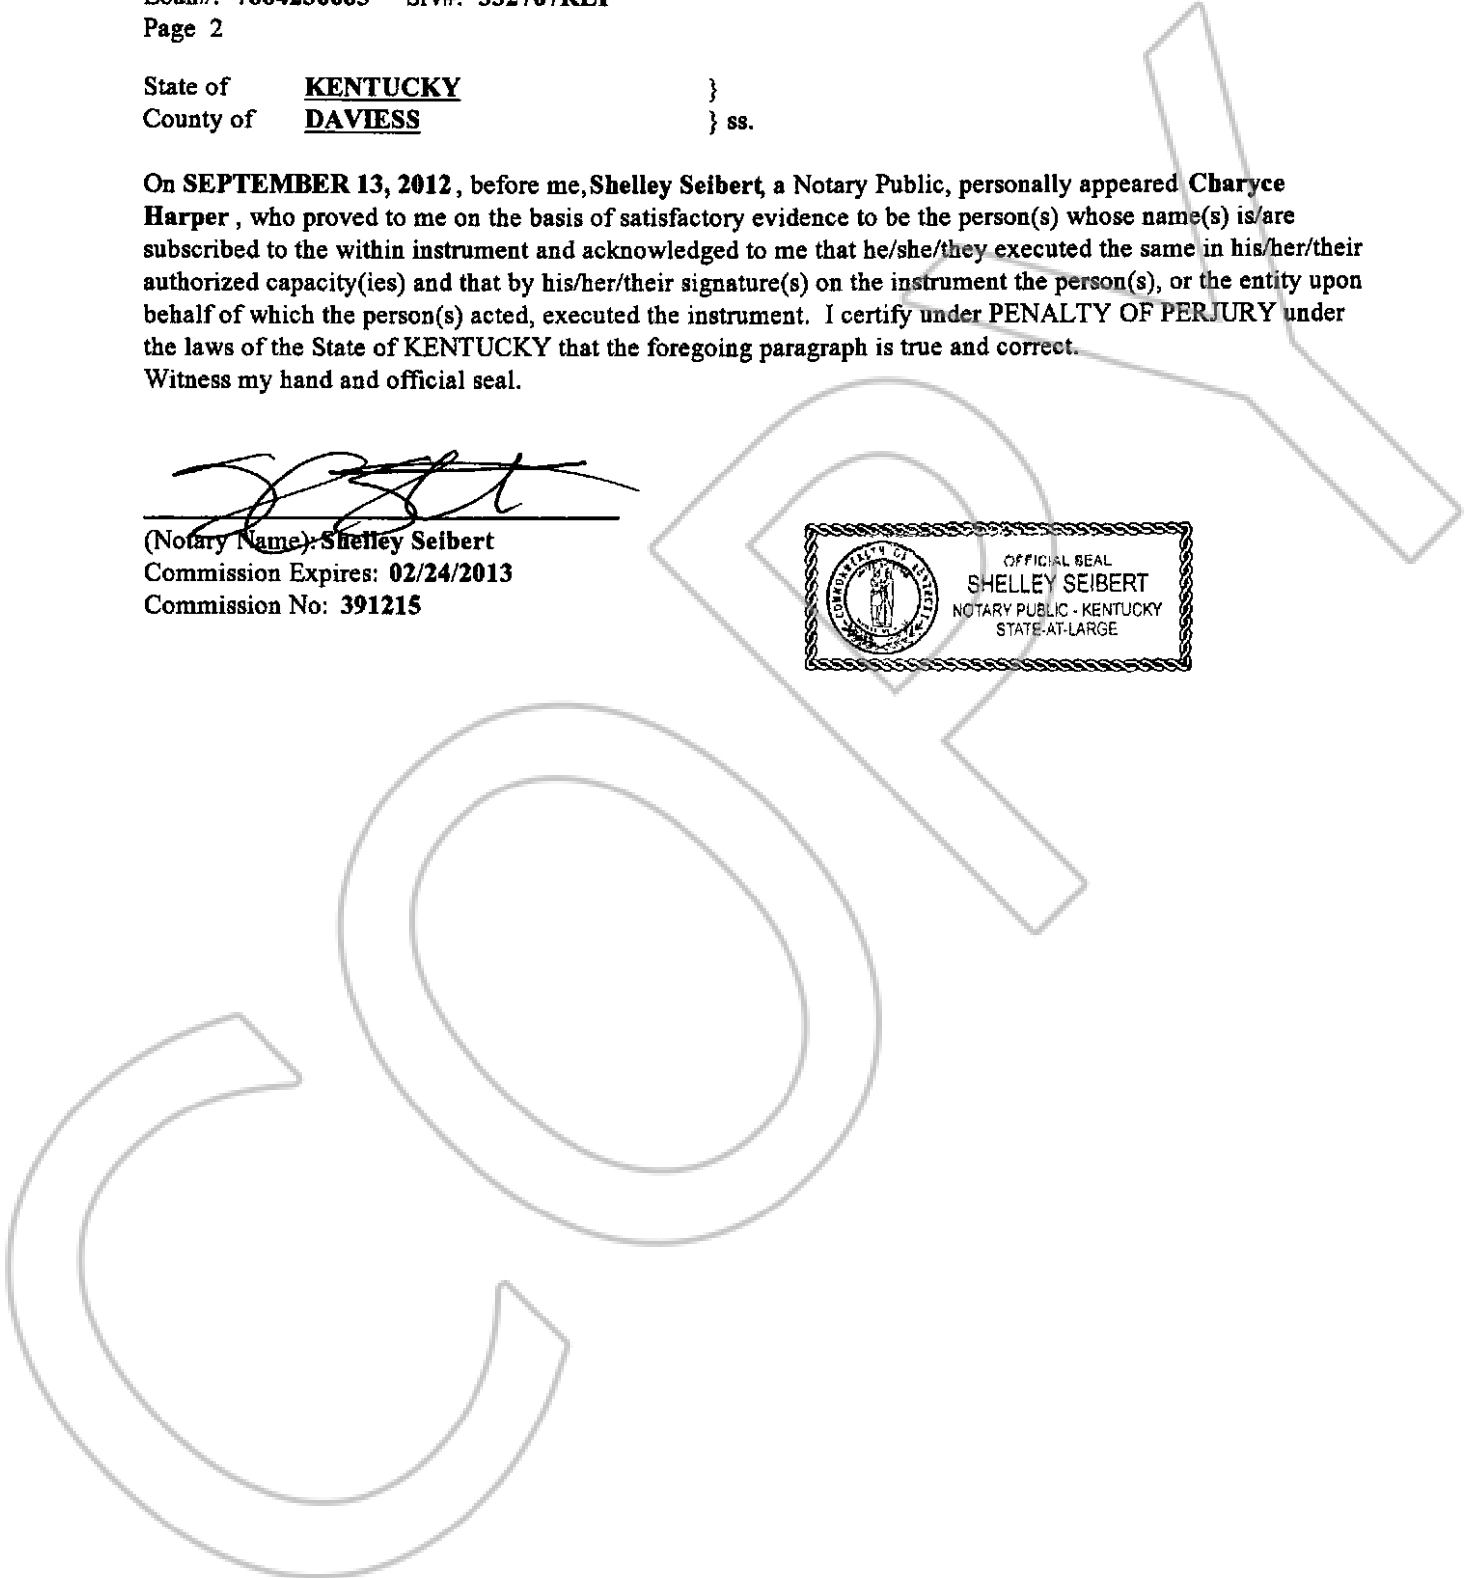 Page 2
State of KENTUCKY }
County of DAVIESS } ss.
On SEPTEMBER 13, 2012 , before me, Shelley Seibert, a Notary Public, personally appeared Charyce
Harper , who proved to me on the basis of satisfactory evidence to be the person(s) whose name(s) is/are
subscribed to the within instrument and acknowledged to me that he/she/they executed the same in his/her/their
authorized capacity(ies) and that by his/her/their signature(s) on the instrument the person(s), or the entity upon
behalf of which the person(s) acted, executed the instrument. I certify under PENALTY OF PERJURY under
the laws of the State of KENTUCKY that the foregoing paragraph is true and correct.
Witness my hand and official seal.
(Notary Name): Shelley Seibert
Commission Expires: 02/24/2013
Commission No: 391215
COMMONWEALTH OF KENTUCKY
OFFICIAL SEAL
SHELLEY SEIBERT
NOTARY PUBLIC - KENTUCKY
STATE-AT-LARGE
COPY